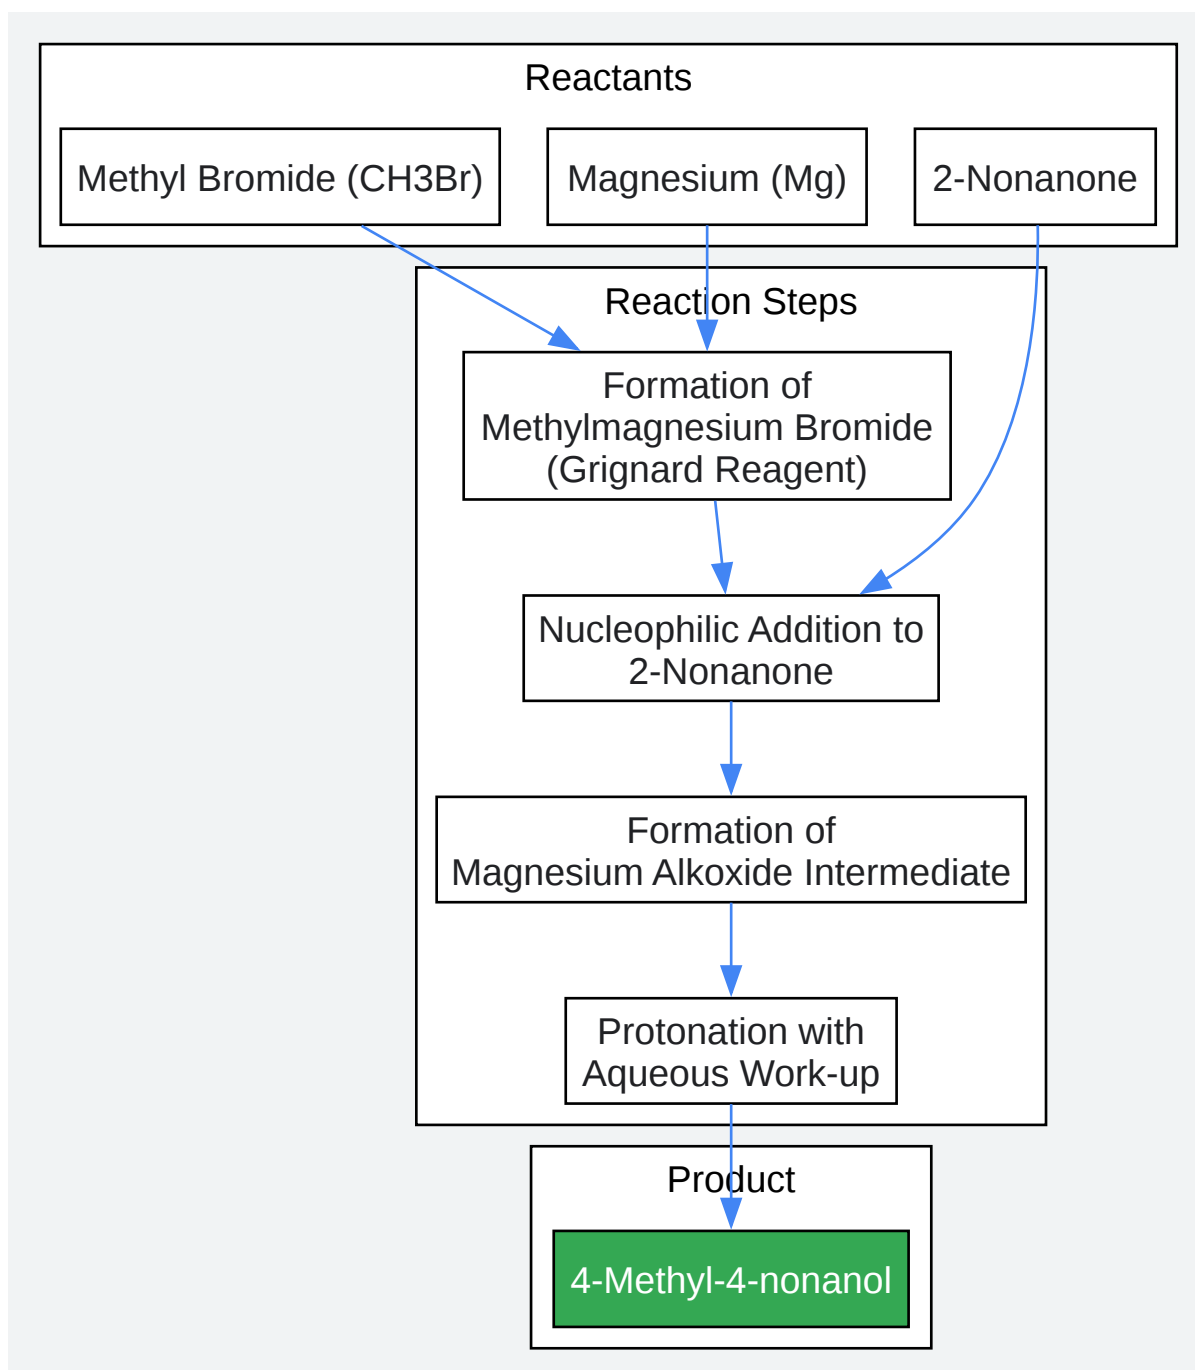 Reactants
Methyl Bromide (CH3Br)
Magnesium (Mg)
2-Nonanone
Reaction Steps
Formation of
Methylmagnesium Bromide
(Grignard Reagent)
Nucleophilic Addition to
2-Nonanone
Formation of
Magnesium Alkoxide Intermediate
Protonation with
Aqueous Work-up
Product
4-Methyl-4-nonanol